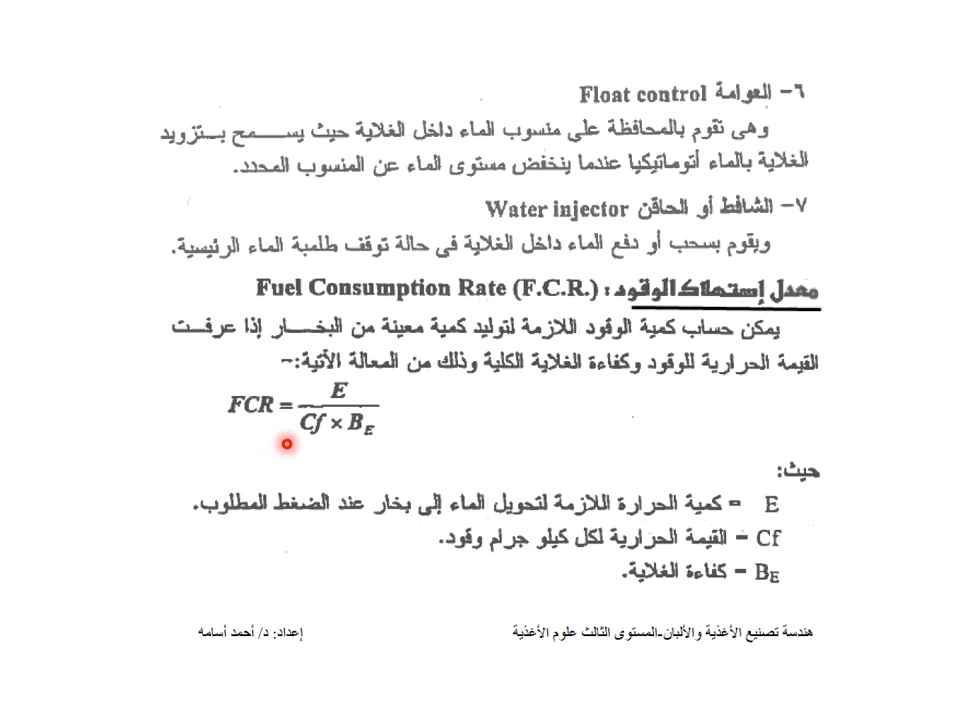 ٦- العوامة Float control
وهى تقوم بالمحافظة علي منسوب الماء داخل الغلاية حيث يســـمح بــتزويد
الغلاية بالماء أتوماتيكيا عندما ينخفض مستوى الماء عن المنسوب المحدد.
٧- الشافط أو الحاقن Water injector
ويقوم بسحب أو دفع الماء داخل الغلاية فى حالة توقف طلمبة الماء الرئيسية.
معدل إستهلاك الوقود : Fuel Consumption Rate (F.C.R.)
يمكن حساب كمية الوقود اللازمة لتوليد كمية معينة من البخــار إذا عرفــت
القيمة الحرارية للوقود وكفاءة الغلاية الكلية وذلك من المعالة الآتية:-
FCR = E / (Cf × B_E)
حيث:
E = كمية الحرارة اللازمة لتحويل الماء إلى بخار عند الضغط المطلوب.
Cf = القيمة الحرارية لكل كيلو جرام وقود.
B_E = كفاءة الغلاية.
هندسة تصنيع الأغذية والألبان-المستوى الثالث علوم الأغذية إعداد: د/ أحمد أسامه